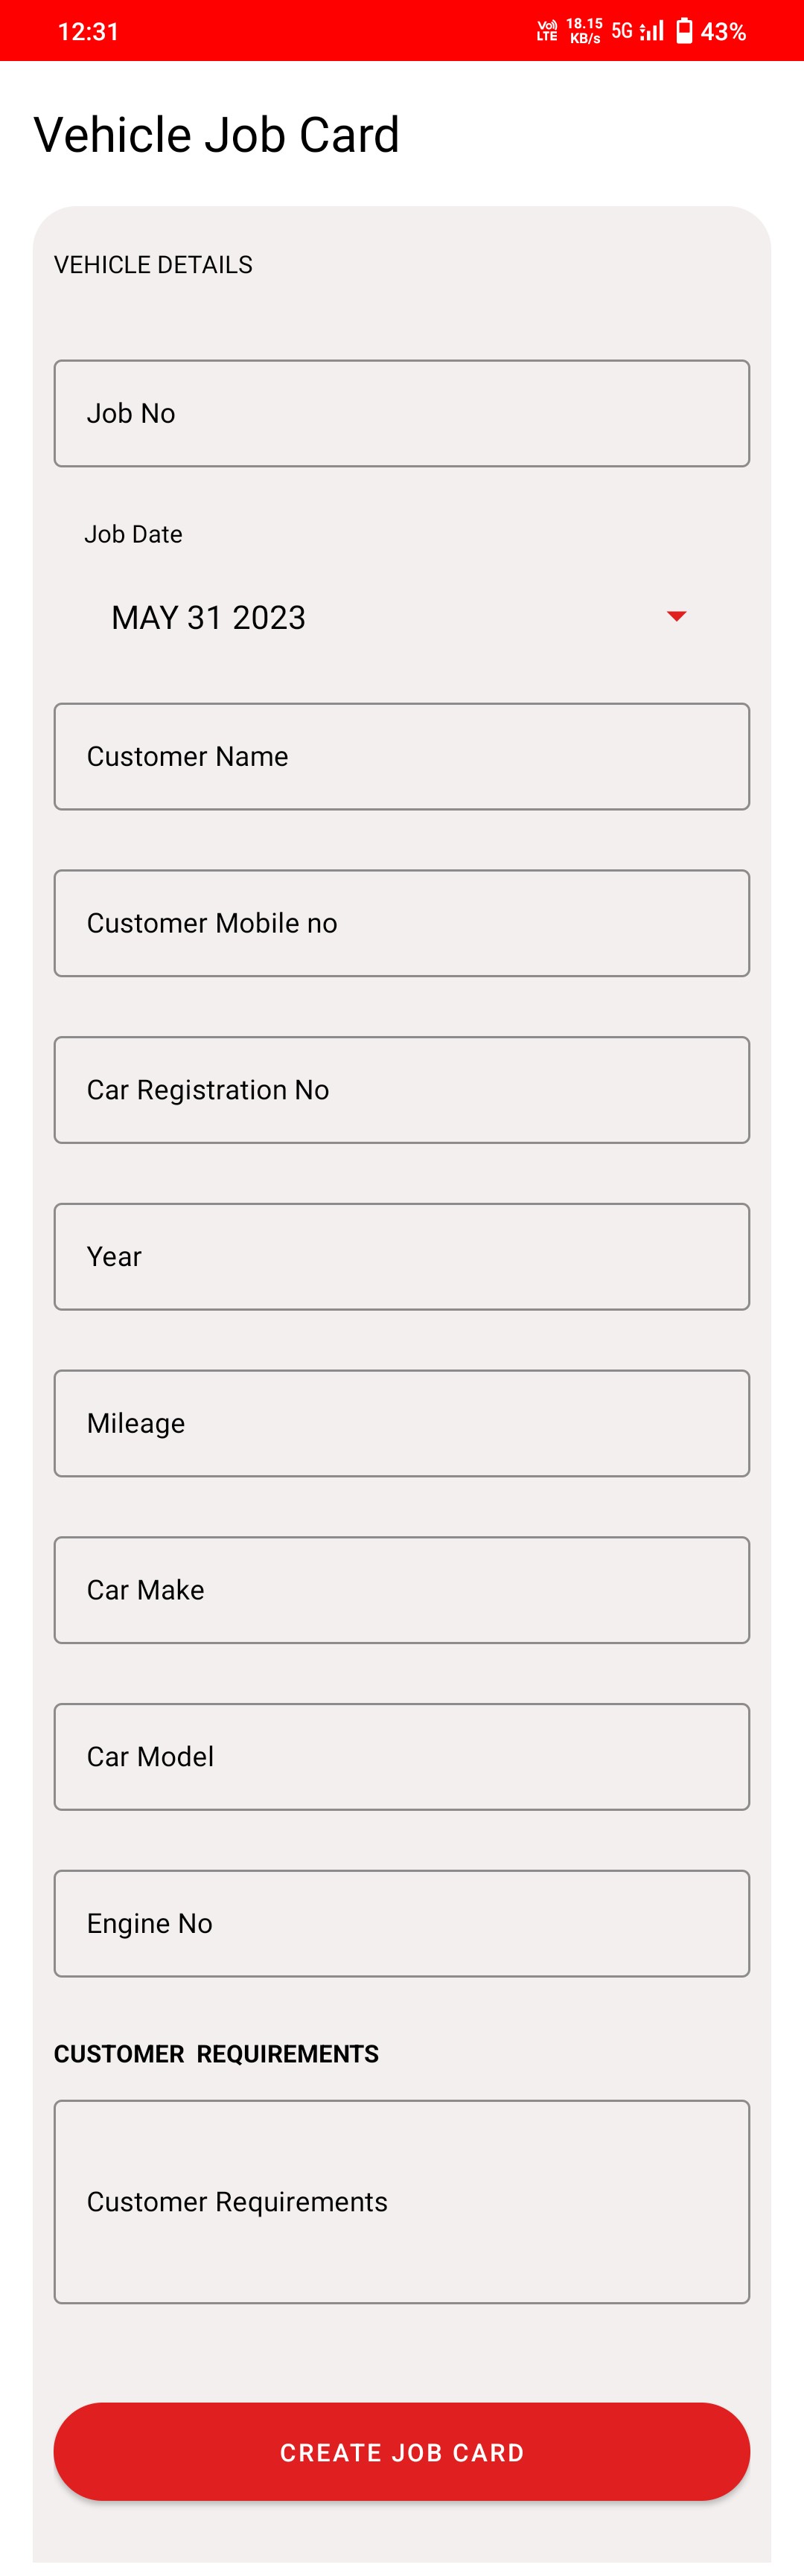 12:31
Vo) LTE 18.15 KB/s 5G 43%
Vehicle Job Card
VEHICLE DETAILS
Job No
Job Date
MAY 31 2023
Customer Name
Customer Mobile no
Car Registration No
Year
Mileage
Car Make
Car Model
Engine No
CUSTOMER REQUIREMENTS
Customer Requirements
CREATE JOB CARD